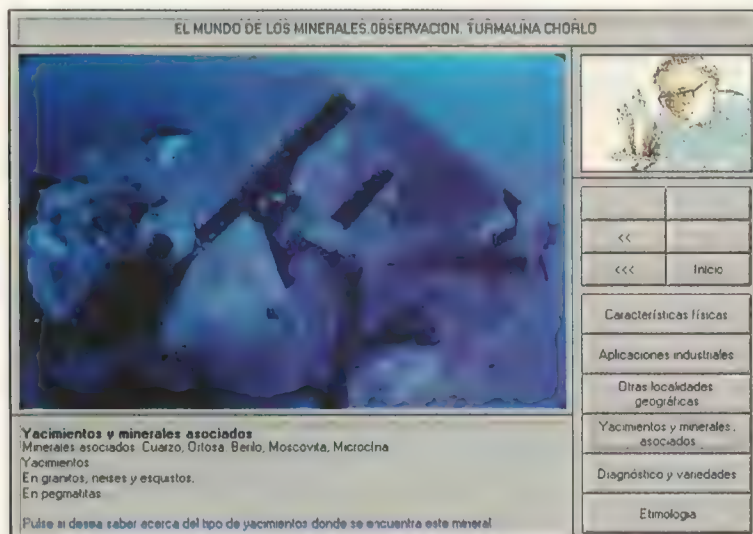 EL MUNDO DE LOS MINERALES.OBSERVACION. TURMALINA CHORLO
<<
<<<
Inicio
Características físicas
Aplicaciones industriales
Otras localidades
geográficas
Yacimientos y minerales
asociados
Diagnóstico y variedades
Etimologia
Yacimientos y minerales asociados
Minerales asociados: Cuarzo, Ortosa, Berilo, Moscovita, Microclina
Yacimientos
En granitos, neises y esquistos.
En pegmatitas
Pulse si desea saber acerca del tipo de yacimientos donde se encuentra este mineral